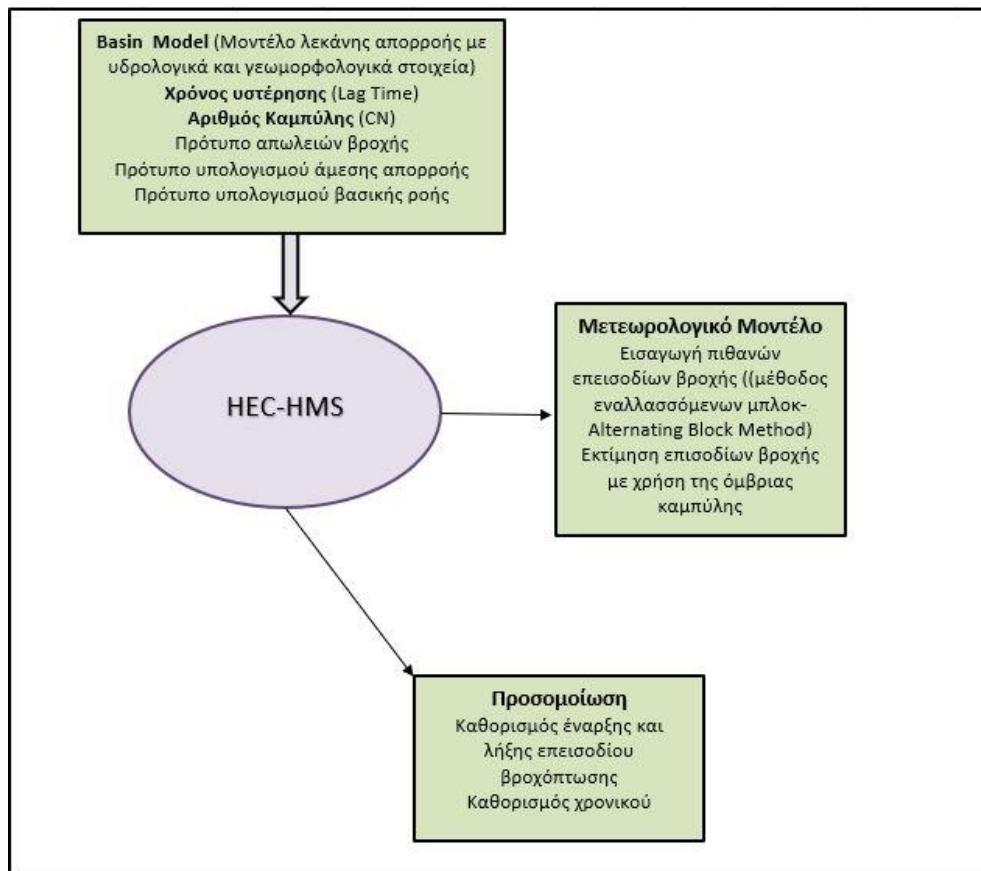 Basin Model (Μοντέλο λεκάνης απορροής με
υδρολογικά και γεωμορφολογικά στοιχεία)
Χρόνος υστέρησης (Lag Time)
Αριθμός Καμπύλης (CN)
Πρότυπο απωλειών βροχής
Πρότυπο υπολογισμού άμεσης απορροής
Πρότυπο υπολογισμού βασικής ροής
HEC-HMS
Μετεωρολογικό Μοντέλο
Εισαγωγή πιθανών
επεισοδίων βροχής ((μέθοδος
εναλλασσόμενων μπλοκ-
Alternating Block Method)
Εκτίμηση επισοδίων βροχής
με χρήση της όμβριας
καμπύλης
Προσομοίωση
Καθορισμός έναρξης και
λήξης επεισοδίου
βροχόπτωσης
Καθορισμός χρονικού